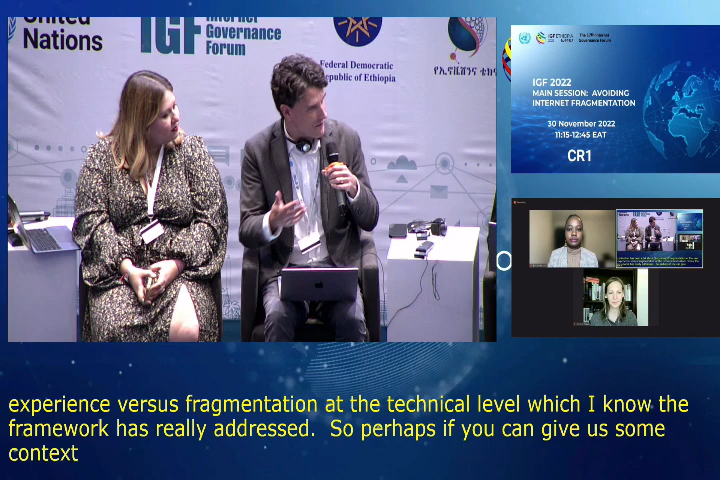 United
Nations
IGF
Internet
Governance
Forum
Federal Democratic
Republic of Ethiopia
የኢኖቬሽንና ቴክኖ
IGF 2022
MAIN SESSION: AVOIDING
INTERNET FRAGMENTATION
30 November 2022
11:15-12:45 EAT
CR1
experience versus fragmentation at the technical level which I know the
framework has really addressed.  So perhaps if you can give us some
context